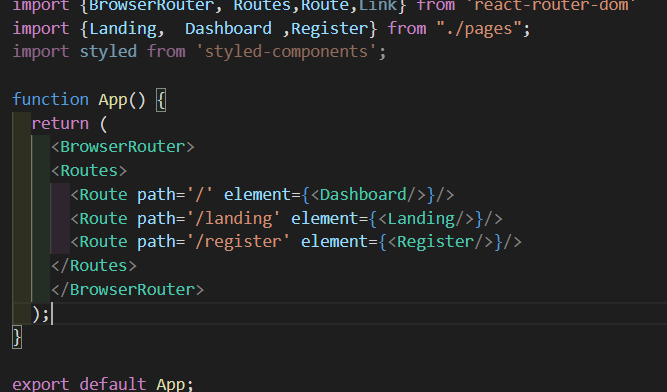 import {BrowserRouter, Routes,Route,Link} from 'react-router-dom'
import {Landing,  Dashboard ,Register} from "./pages";
import styled from 'styled-components';
function App() {
  return (
    <BrowserRouter>
    <Routes>
      <Route path='/' element={<Dashboard/>}/>
      <Route path='/landing' element={<Landing/>}/>
      <Route path='/register' element={<Register/>}/>
    </Routes>
    </BrowserRouter>
  );
}
export default App;